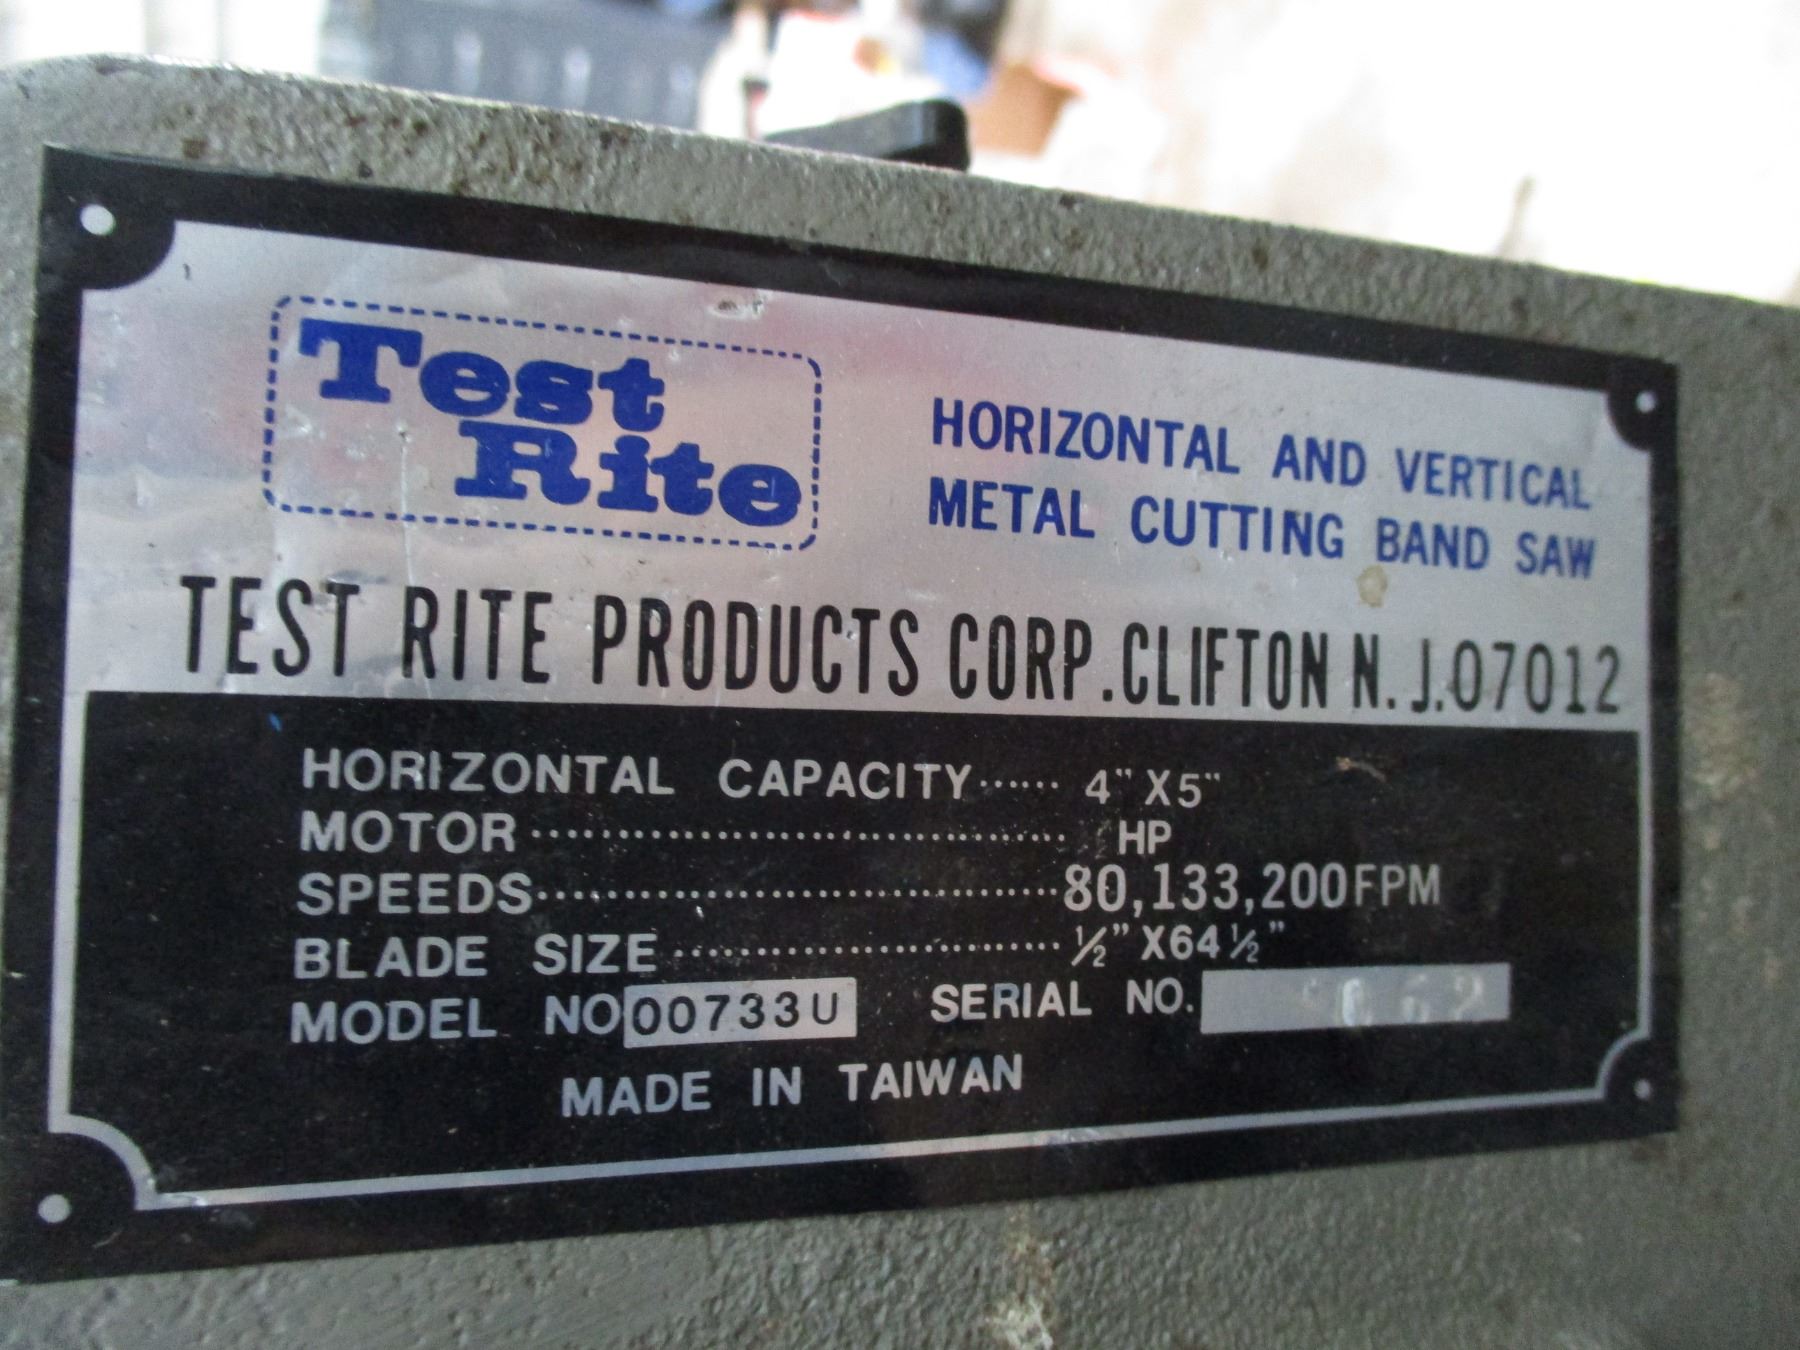 Test
Rite
HORIZONTAL AND VERTICAL
METAL CUTTING BAND SAW
TEST RITE PRODUCTS CORP. CLIFTON N. J. 07012
HORIZONTAL CAPACITY...... 4" X5"
MOTOR ........................................ HP
SPEEDS........................................80,133,200FPM
BLADE SIZE ............................. ½" X64½"
MODEL NO 00733U SERIAL NO.
MADE IN TAIWAN